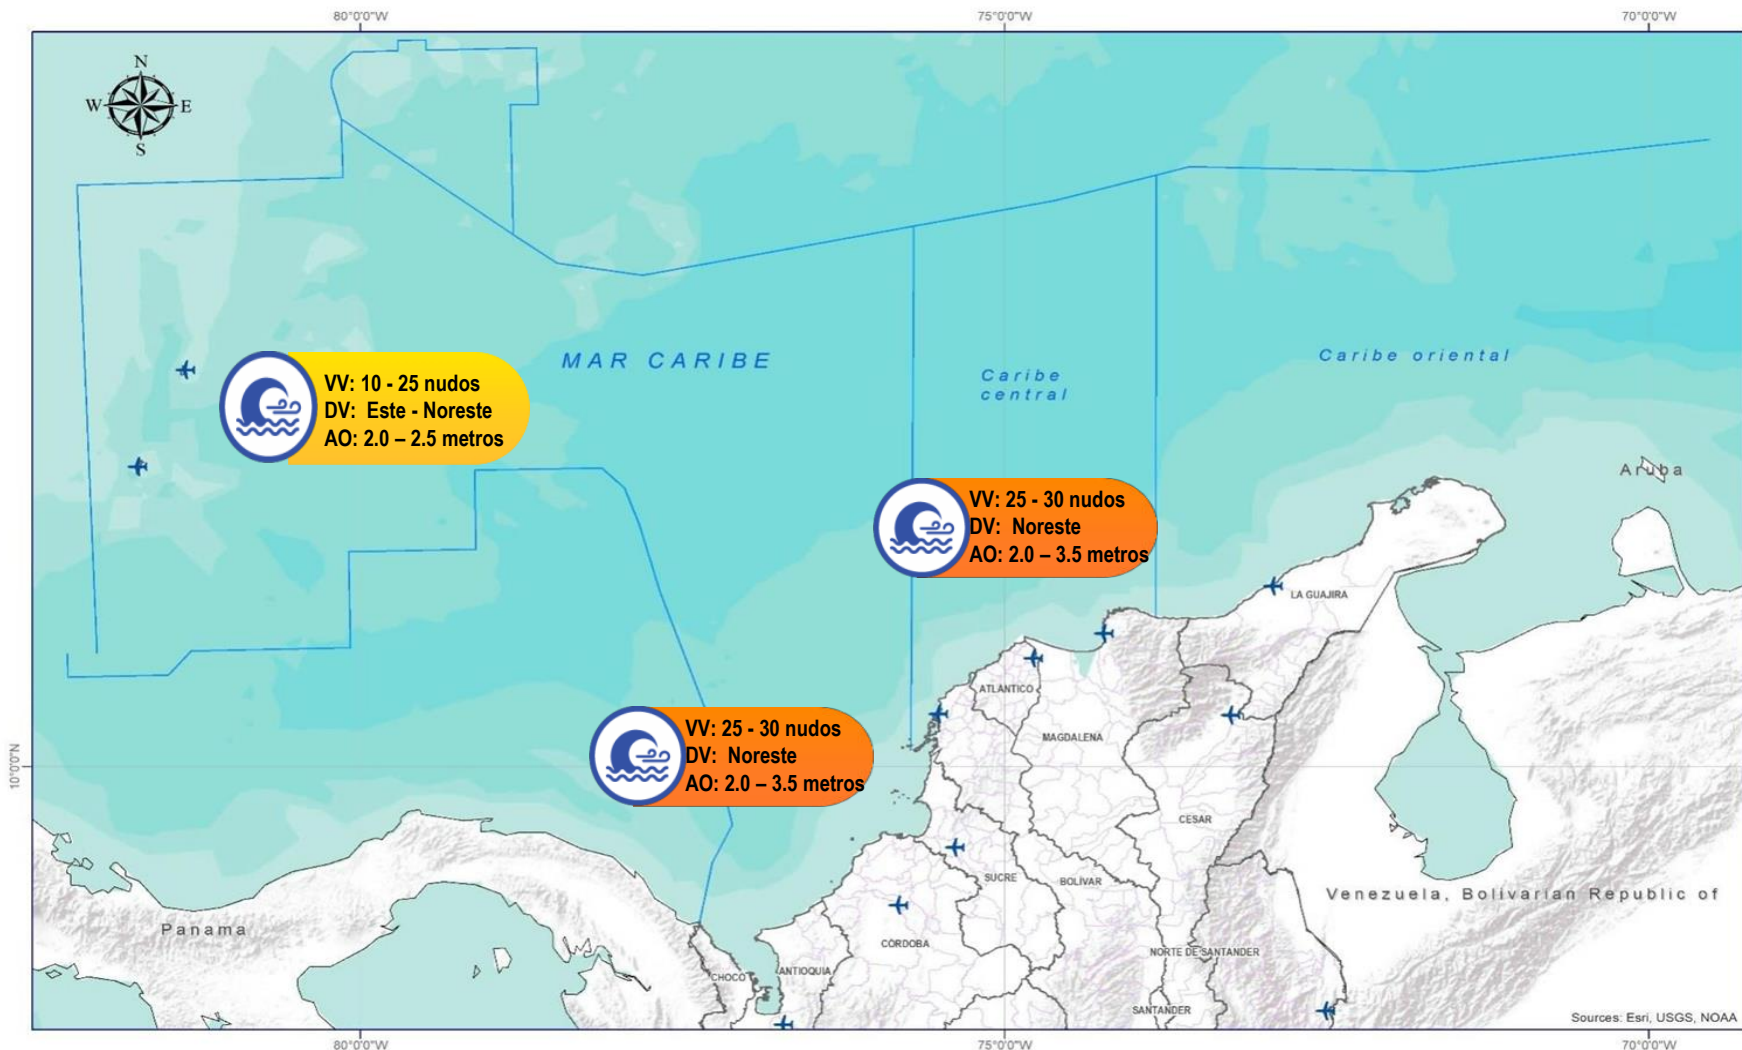 80°0'0"W
75°0'0"W
70°0'0"W
N
W
E
S
MAR CARIBE
Caribe
central
Caribe oriental
VV: 10 - 25 nudos
DV: Este - Noreste
AO: 2.0 – 2.5 metros
Aruba
VV: 25 - 30 nudos
DV: Noreste
AO: 2.0 – 3.5 metros
LA GUAJIRA
ATLANTICO
VV: 25 - 30 nudos
DV: Noreste
AO: 2.0 – 3.5 metros
MAGDALENA
10°0'0"N
CESAR
SUCRE
BOLÍVAR
Venezuela, Bolivarian Republic of
Panama
CÓRDOBA
NORTE DE SANTANDER
CHOCO
ANTIOQUIA
SANTANDER
Sources: Esri, USGS, NOAA
80°0'0"W
75°0'0"W
70°0'0"W